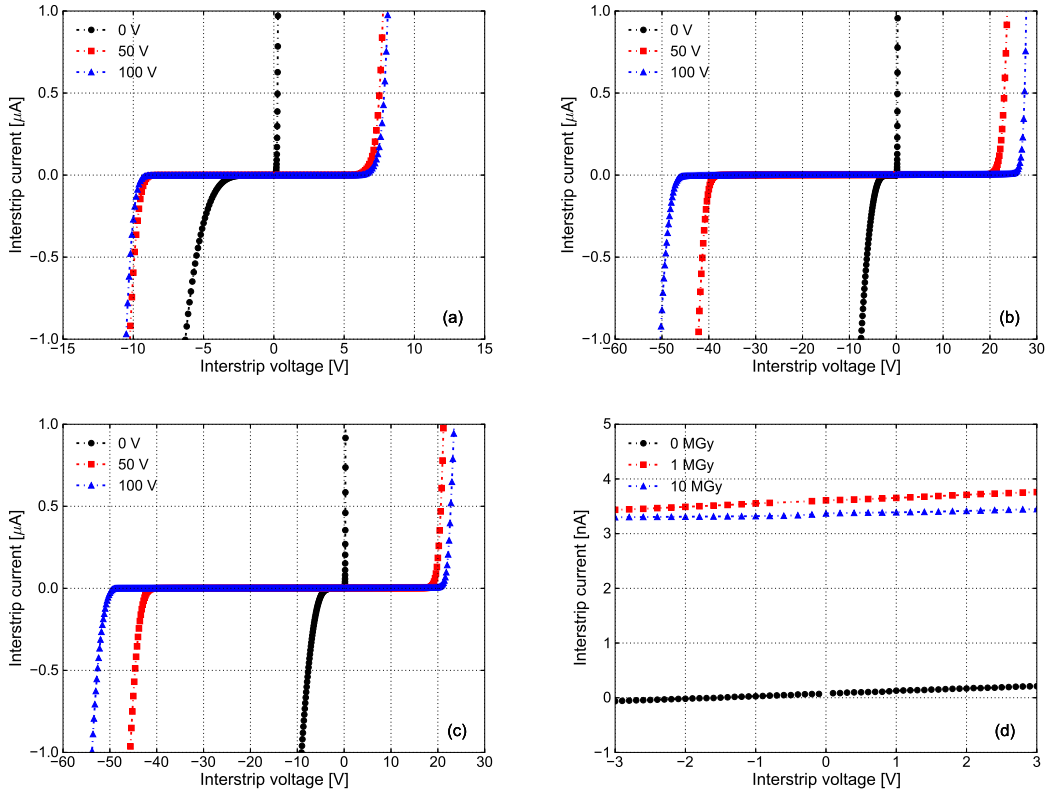 1.0
0.5
0.0
−0.5
−1.0
Interstrip current [μA]
0 V
50 V
100 V
(a)
−15 −10 −5 0 5 10 15
Interstrip voltage [V]
1.0
0.5
0.0
−0.5
−1.0
Interstrip current [μA]
0 V
50 V
100 V
(b)
−60 −50 −40 −30 −20 −10 0 10 20 30
Interstrip voltage [V]
1.0
0.5
0.0
−0.5
−1.0
Interstrip current [μA]
0 V
50 V
100 V
(c)
−60 −50 −40 −30 −20 −10 0 10 20 30
Interstrip voltage [V]
5
4
3
2
1
0
−1
Interstrip current [nA]
0 MGy
1 MGy
10 MGy
(d)
−3 −2 −1 0 1 2 3
Interstrip voltage [V]